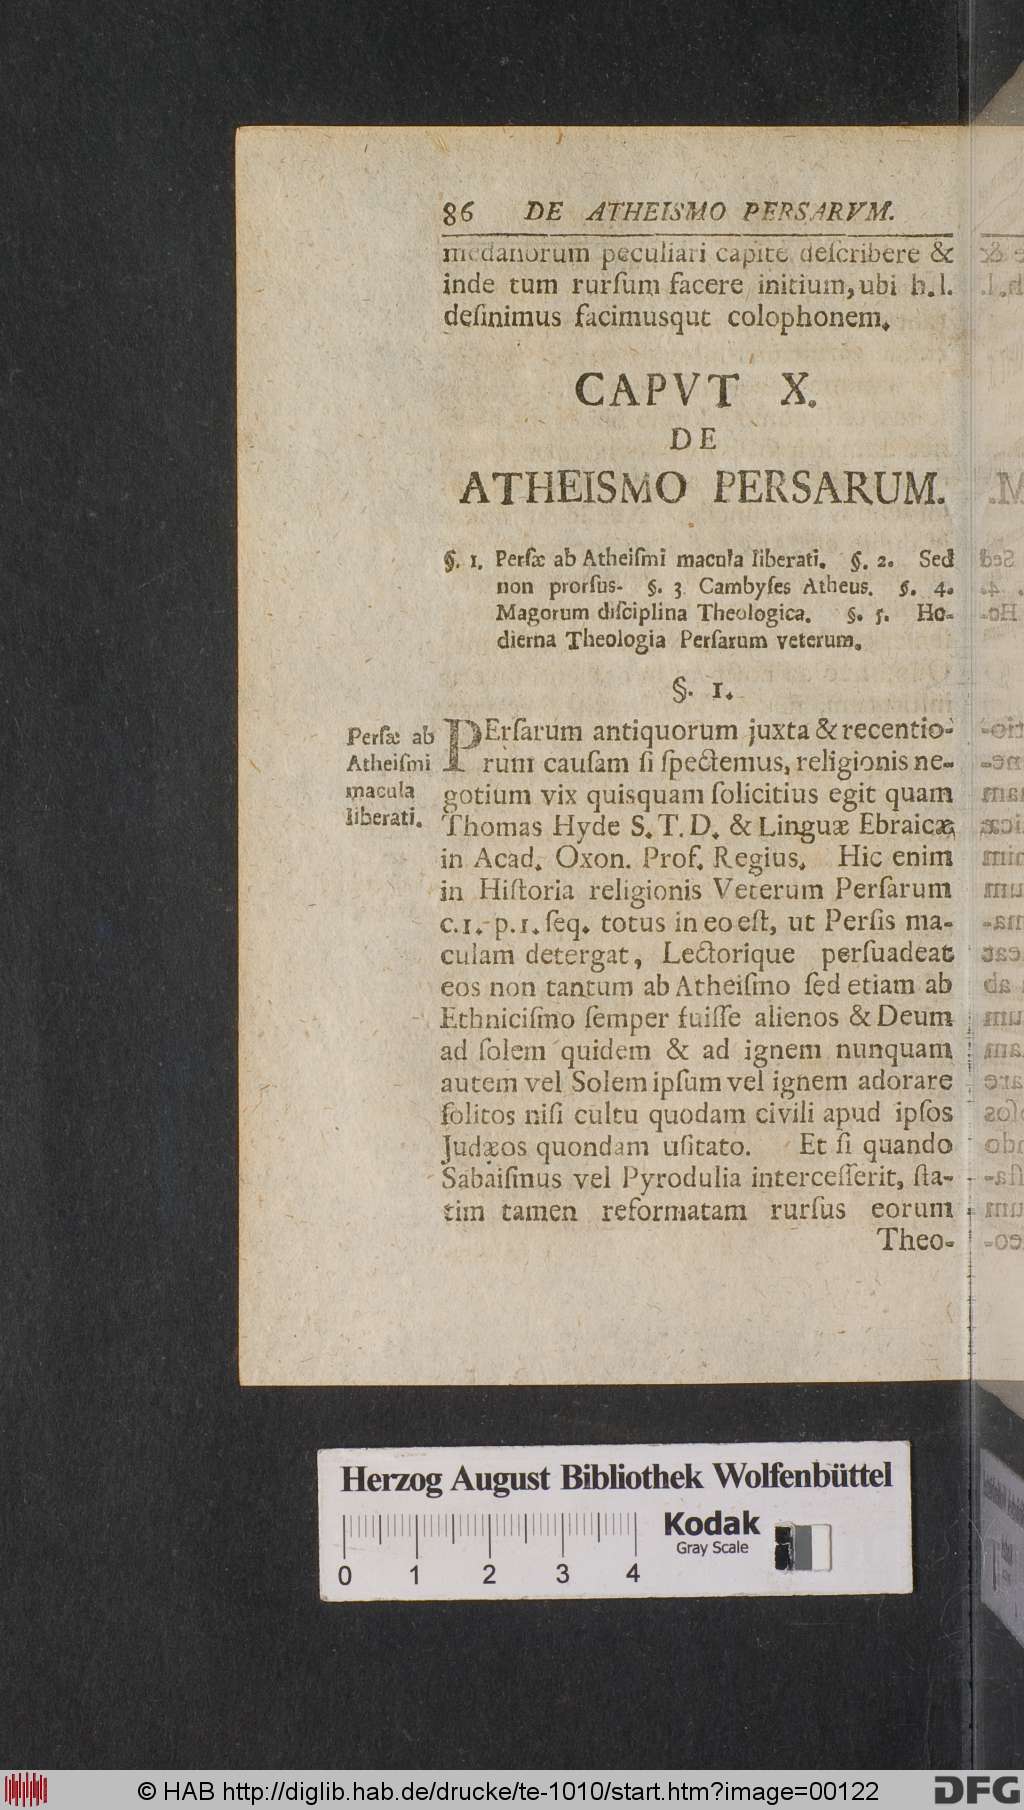 86 DE ATHEISMO PERSARVM.
medanorum peculiari capite deſcribere &
inde tum rurſum facere initium, ubi h. l.
deſinimus facimusqut colophonem.
CAPVT X.
DE
ATHEISMO PERSARUM.
§. 1. Perſæ ab Atheiſmi macula liberati. §. 2. Sed
non prorſus- §. 3 Cambyſes Atheus. §. 4.
Magorum diſciplina Theologica. §. 5. Ho-
dierna Theologia Perſarum veterum.
§. 1.
Perſæ ab
Atheiſmi
macula
liberati.
PErſarum antiquorum juxta & recentio-
rum cauſam ſi ſpectemus, religionis ne-
gotium vix quisquam ſolicitius egit quam
Thomas Hyde S. T. D. & Linguæ Ebraicæ
in Acad. Oxon. Prof. Regius. Hic enim
in Hiſtoria religionis Veterum Perſarum
c. 1. p. 1. ſeq. totus in eo eſt, ut Perſis ma-
culam detergat, Lectorique perſuadeat
eos non tantum ab Atheiſmo ſed etiam ab
Ethniciſmo ſemper fuiſſe alienos & Deum
ad ſolem quidem & ad ignem nunquam
autem vel Solem ipſum vel ignem adorare
ſolitos niſi cultu quodam civili apud ipſos
Judæos quondam uſitato. Et ſi quando
Sabaiſmus vel Pyrodulia interceſſerit, ſta-
tim tamen reformatam rurſus eorum
Theo-
Herzog August Bibliothek Wolfenbüttel
Kodak
Gray Scale
0 1 2 3 4
© HAB http://diglib.hab.de/drucke/te-1010/start.htm?image=00122
DFG